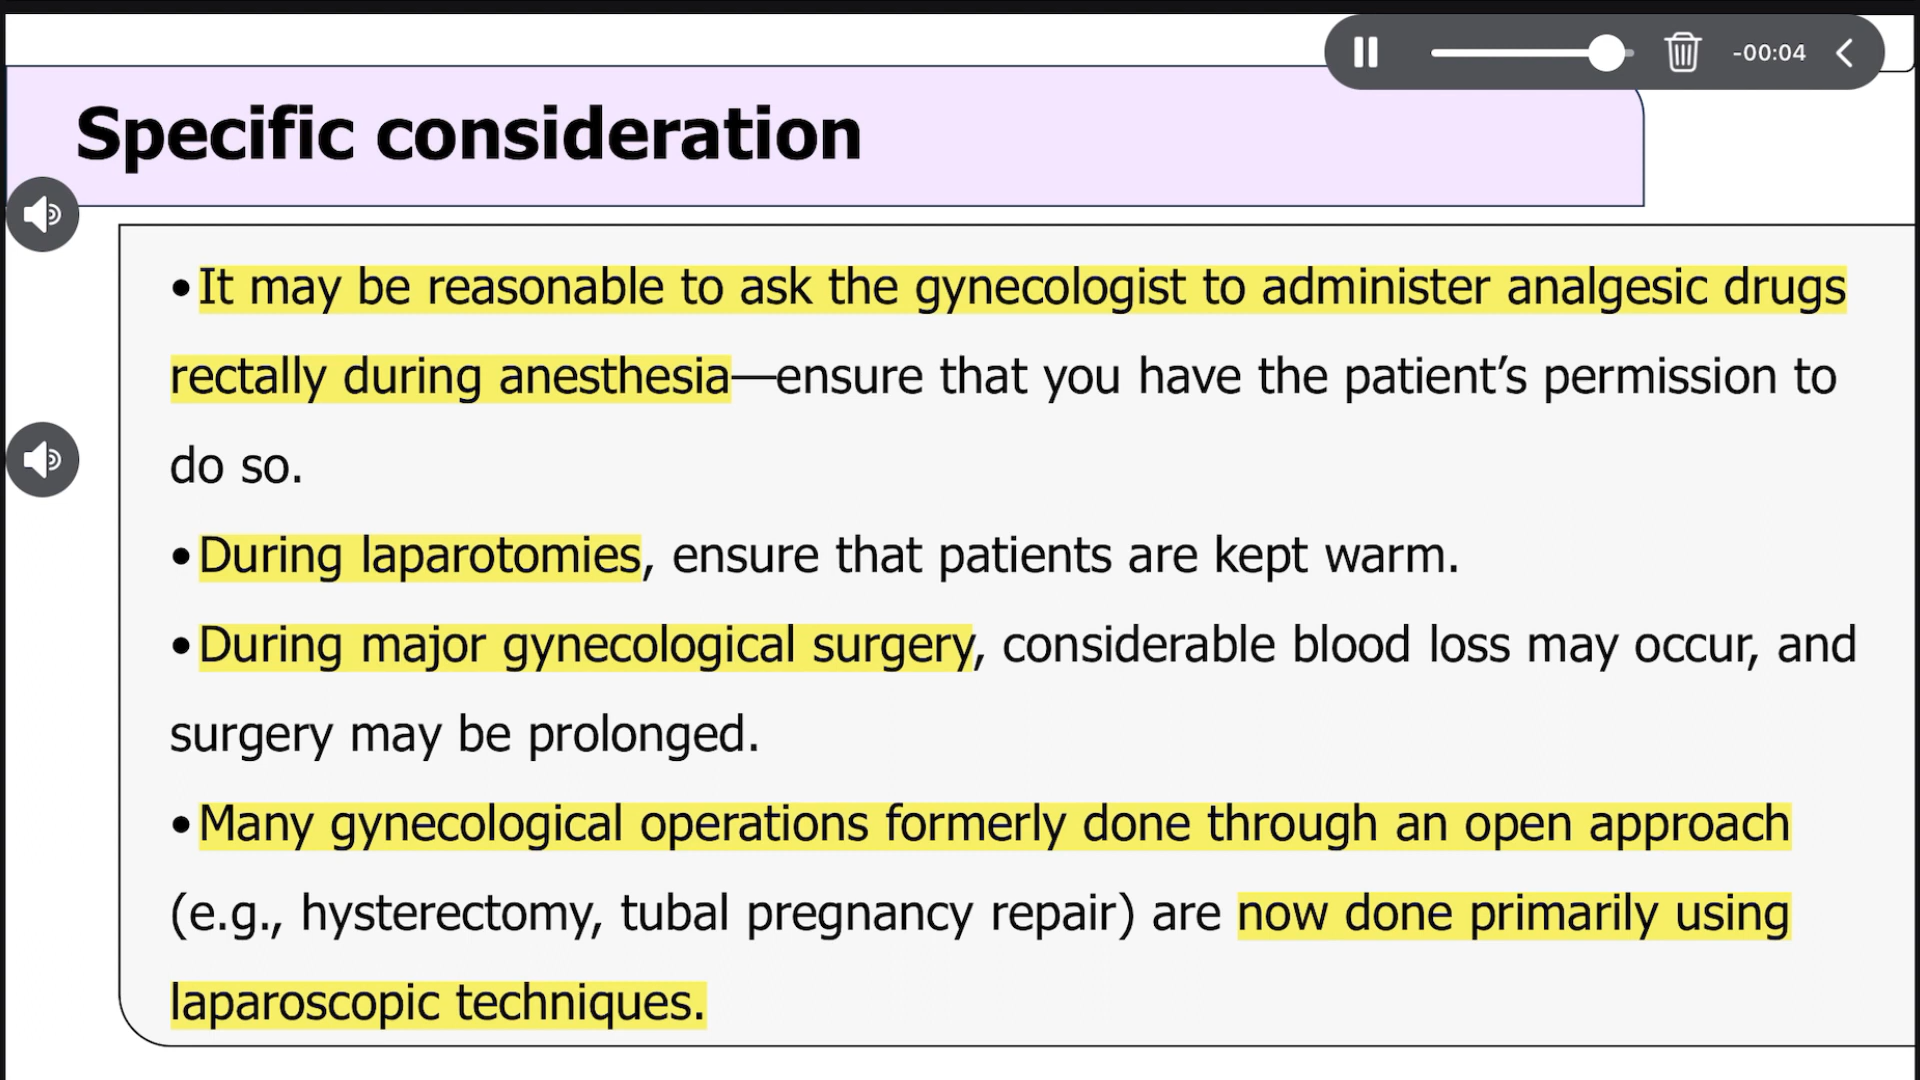 -00:04
Specific consideration
•It may be reasonable to ask the gynecologist to administer analgesic drugs
rectally during anesthesia—ensure that you have the patient’s permission to
do so.
•During laparotomies, ensure that patients are kept warm.
•During major gynecological surgery, considerable blood loss may occur, and
surgery may be prolonged.
•Many gynecological operations formerly done through an open approach
(e.g., hysterectomy, tubal pregnancy repair) are now done primarily using
laparoscopic techniques.